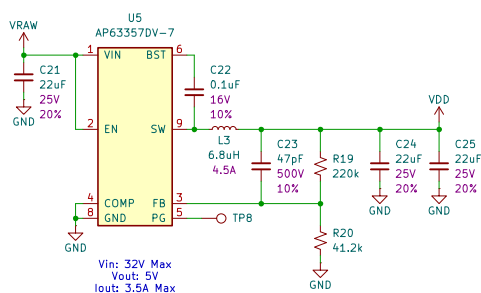 VRAW
U5
AP63357DV-7
1
VIN
BST
6
C21
22uF
25V
20%
GND
C22
0.1uF
16V
10%
2
EN
SW
9
L3
6.8uH
4.5A
VDD
C23
47pF
500V
10%
R19
220k
C24
22uF
25V
20%
GND
C25
22uF
25V
20%
GND
4
COMP
FB
3
8
GND
PG
5
TP8
GND
R20
41.2k
GND
Vin: 32V Max
Vout: 5V
Iout: 3.5A Max